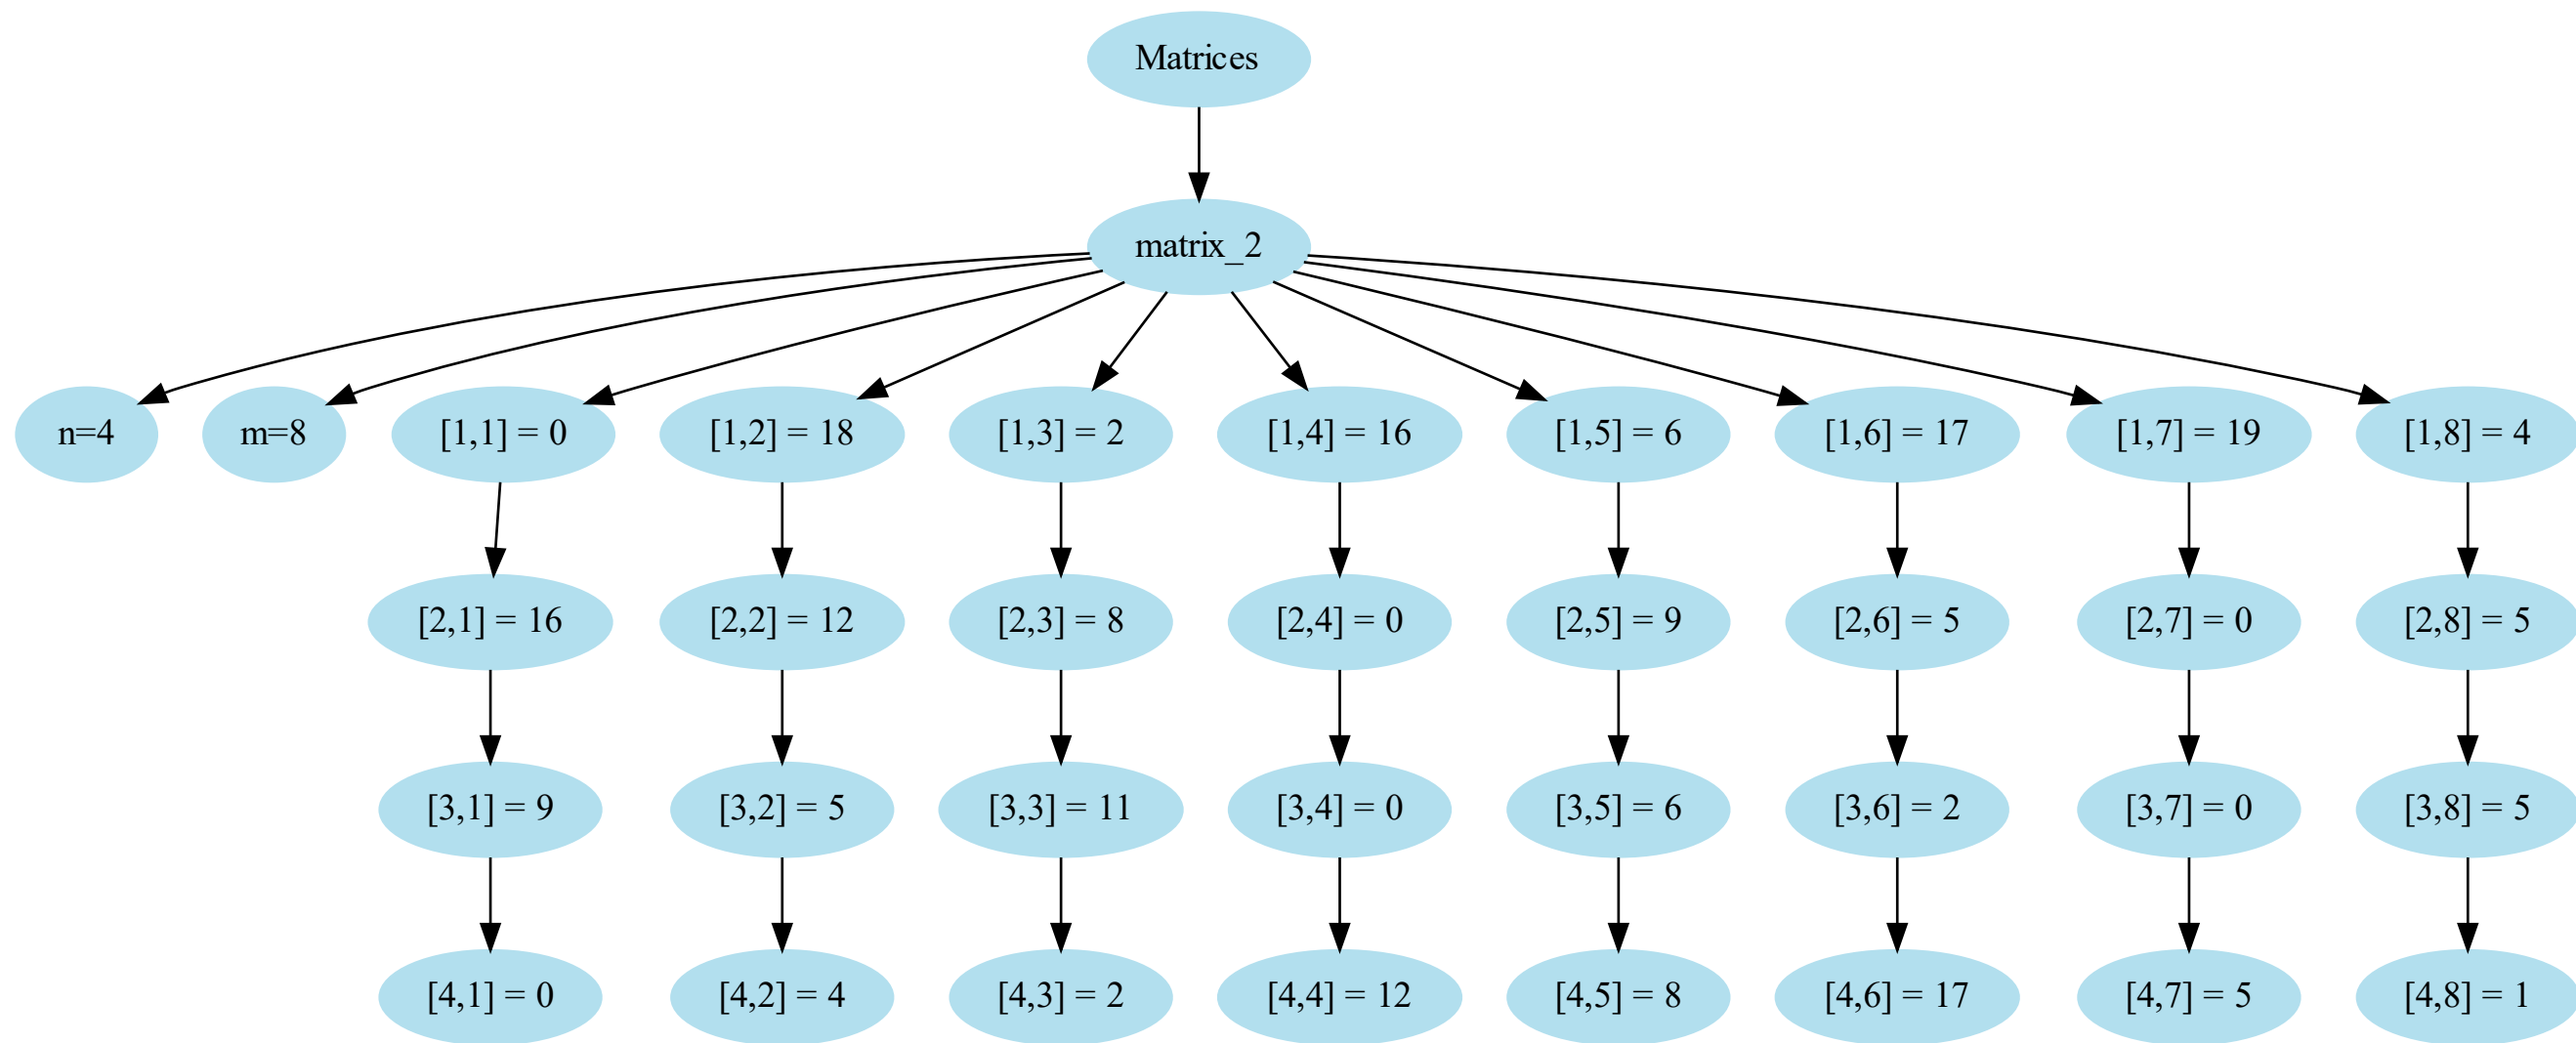 Matrices
matrix_2
n=4
m=8
[1,1] = 0
[1,2] = 18
[1,3] = 2
[1,4] = 16
[1,5] = 6
[1,6] = 17
[1,7] = 19
[1,8] = 4
[2,1] = 16
[2,2] = 12
[2,3] = 8
[2,4] = 0
[2,5] = 9
[2,6] = 5
[2,7] = 0
[2,8] = 5
[3,1] = 9
[3,2] = 5
[3,3] = 11
[3,4] = 0
[3,5] = 6
[3,6] = 2
[3,7] = 0
[3,8] = 5
[4,1] = 0
[4,2] = 4
[4,3] = 2
[4,4] = 12
[4,5] = 8
[4,6] = 17
[4,7] = 5
[4,8] = 1